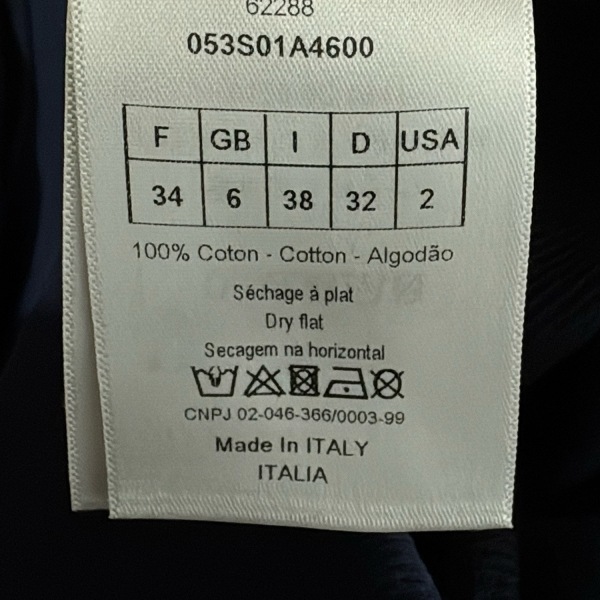 62288
053S01A4600
F GB I D USA
34 6 38 32 2
100% Coton - Cotton - Algodão
Séchage à plat
Dry flat
Secagem na horizontal
CNPJ 02-046-366/0003-99
Made In ITALY
ITALIA